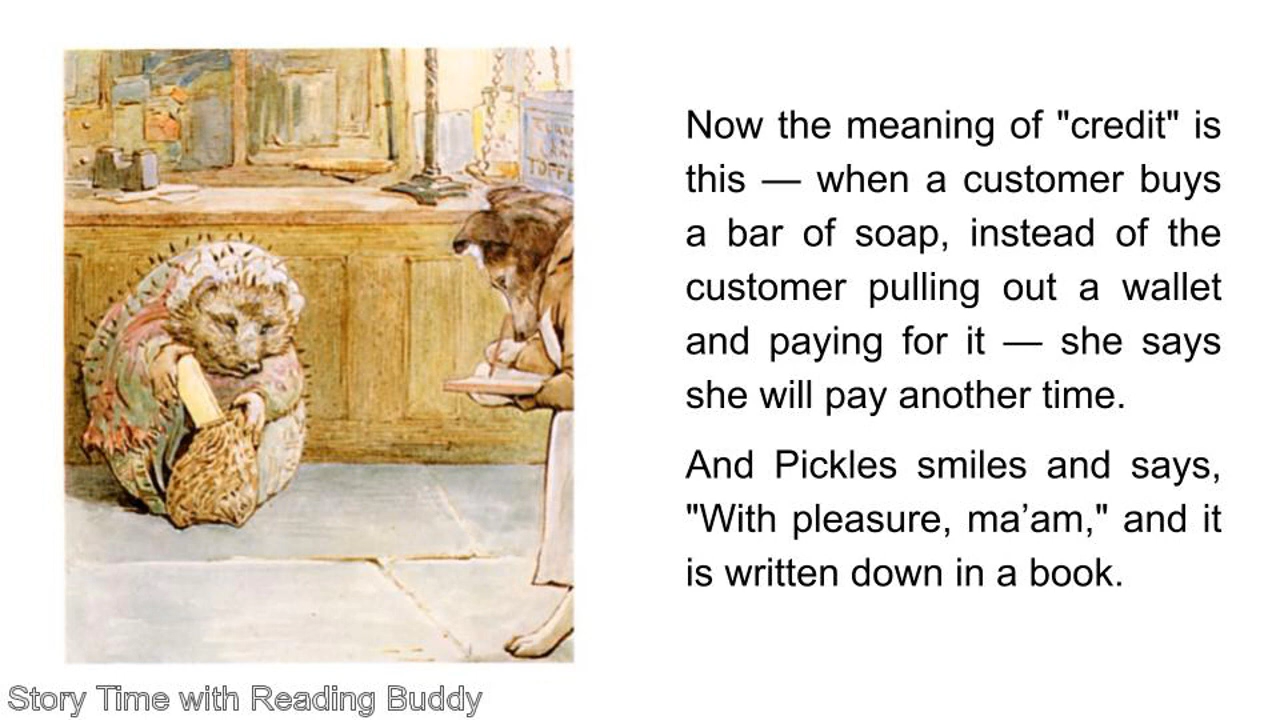 Now the meaning of "credit" is
this — when a customer buys
a bar of soap, instead of the
customer pulling out a wallet
and paying for it — she says
she will pay another time.
And Pickles smiles and says,
"With pleasure, ma’am," and it
is written down in a book.
Story Time with Reading Buddy